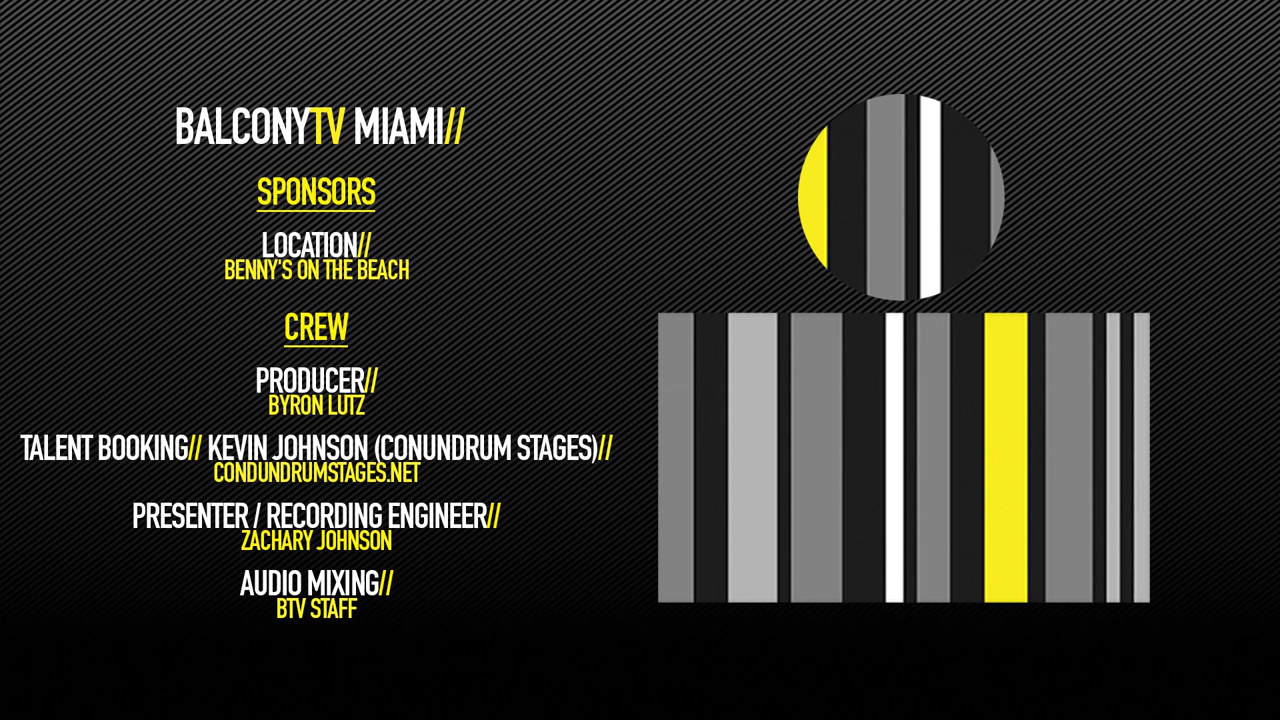 BALCONYTV MIAMI//
SPONSORS
LOCATION//
BENNY'S ON THE BEACH
CREW
PRODUCER//
BYRON LUTZ
TALENT BOOKING// KEVIN JOHNSON (CONUNDRUM STAGES)//
CONDUNDRUMSTAGES.NET
PRESENTER / RECORDING ENGINEER//
ZACHARY JOHNSON
AUDIO MIXING//
BTV STAFF